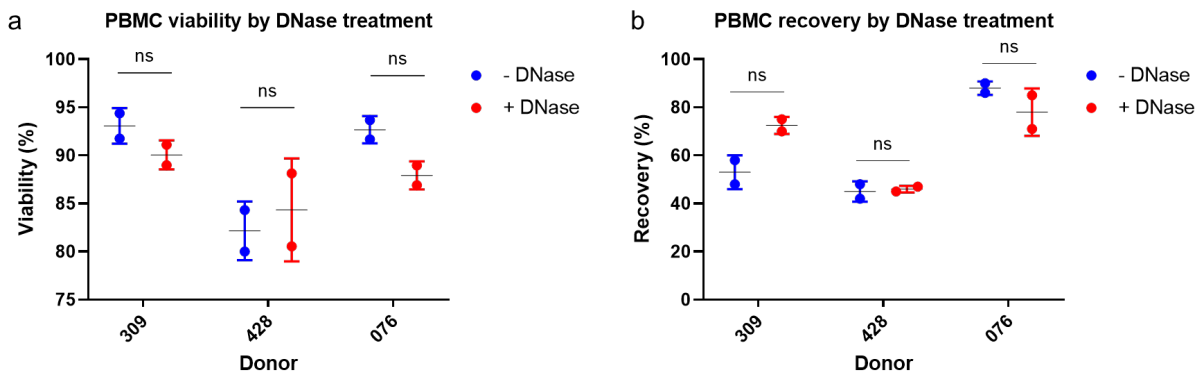 a
PBMC viability by DNase treatment
100
95
90
85
80
75
Viability (%)
ns
ns
ns
- DNase
+ DNase
309
428
076
Donor
b
PBMC recovery by DNase treatment
100
80
60
40
20
0
Recovery (%)
ns
ns
ns
- DNase
+ DNase
309
428
076
Donor